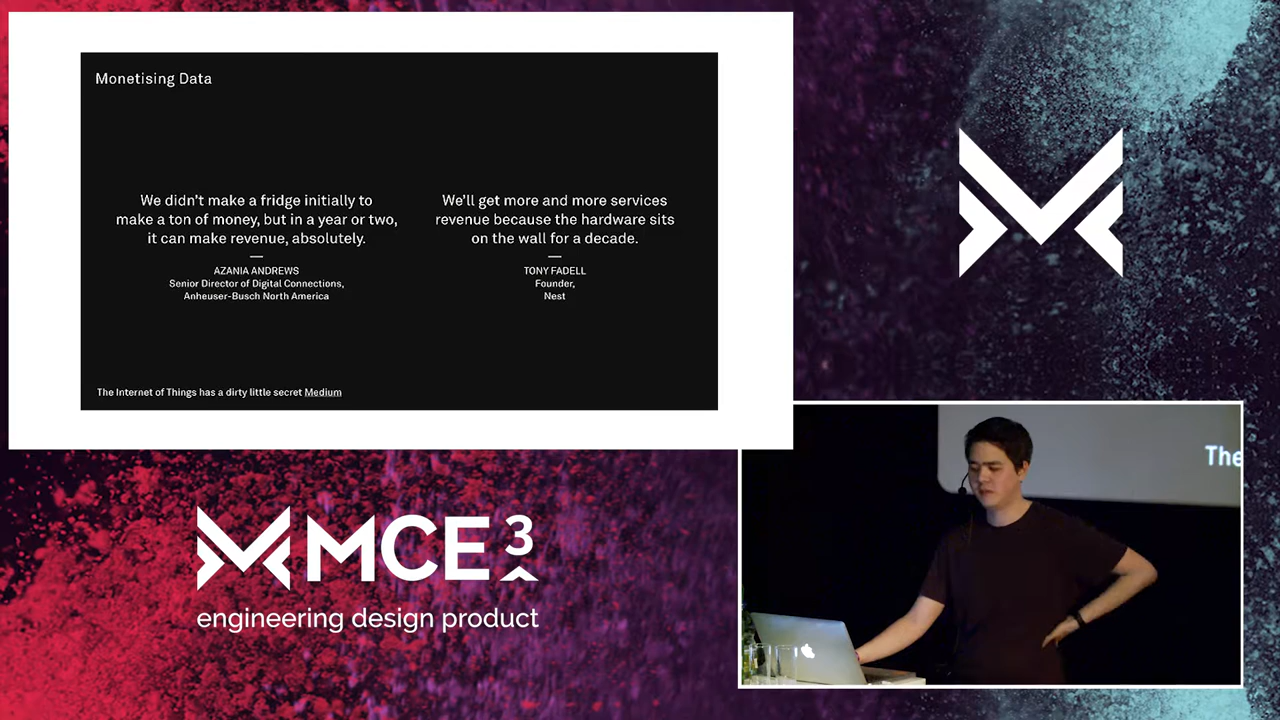 Monetising Data
We didn't make a fridge initially to
make a ton of money, but in a year or two,
it can make revenue, absolutely.
—
AZANIA ANDREWS
Senior Director of Digital Connections,
Anheuser-Busch North America
We'll get more and more services
revenue because the hardware sits
on the wall for a decade.
—
TONY FADELL
Founder,
Nest
The Internet of Things has a dirty little secret Medium
The
MCE 3
engineering design product